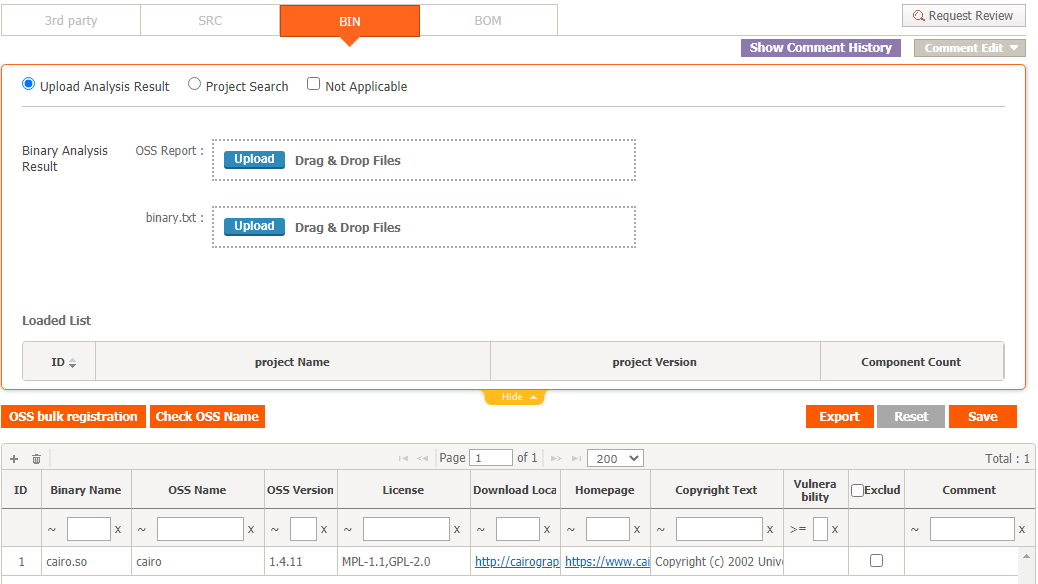 3rd party SRC BIN BOM Request Review
Show Comment History Comment Edit
Upload Analysis Result Project Search Not Applicable
Binary Analysis Result OSS Report : Upload Drag & Drop Files
binary.txt : Upload Drag & Drop Files
Loaded List
ID project Name project Version Component Count
Hide
OSS bulk registration Check OSS Name Export Reset Save
+ Page 1 of 1 200 Total : 1
ID Binary Name OSS Name OSS Version License Download Loca Homepage Copyright Text Vulnera bility Exclud Comment
~ x ~ x ~ x ~ x ~ x ~ x ~ x >= x ~ x
1 cairo.so cairo 1.4.11 MPL-1.1,GPL-2.0 http://cairograp https://www.cai Copyright (c) 2002 Unive